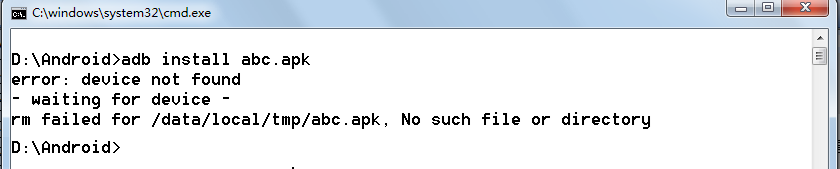 C:\windows\system32\cmd.exe
D:\Android>adb install abc.apk
error: device not found
- waiting for device -
rm failed for /data/local/tmp/abc.apk, No such file or directory
D:\Android>